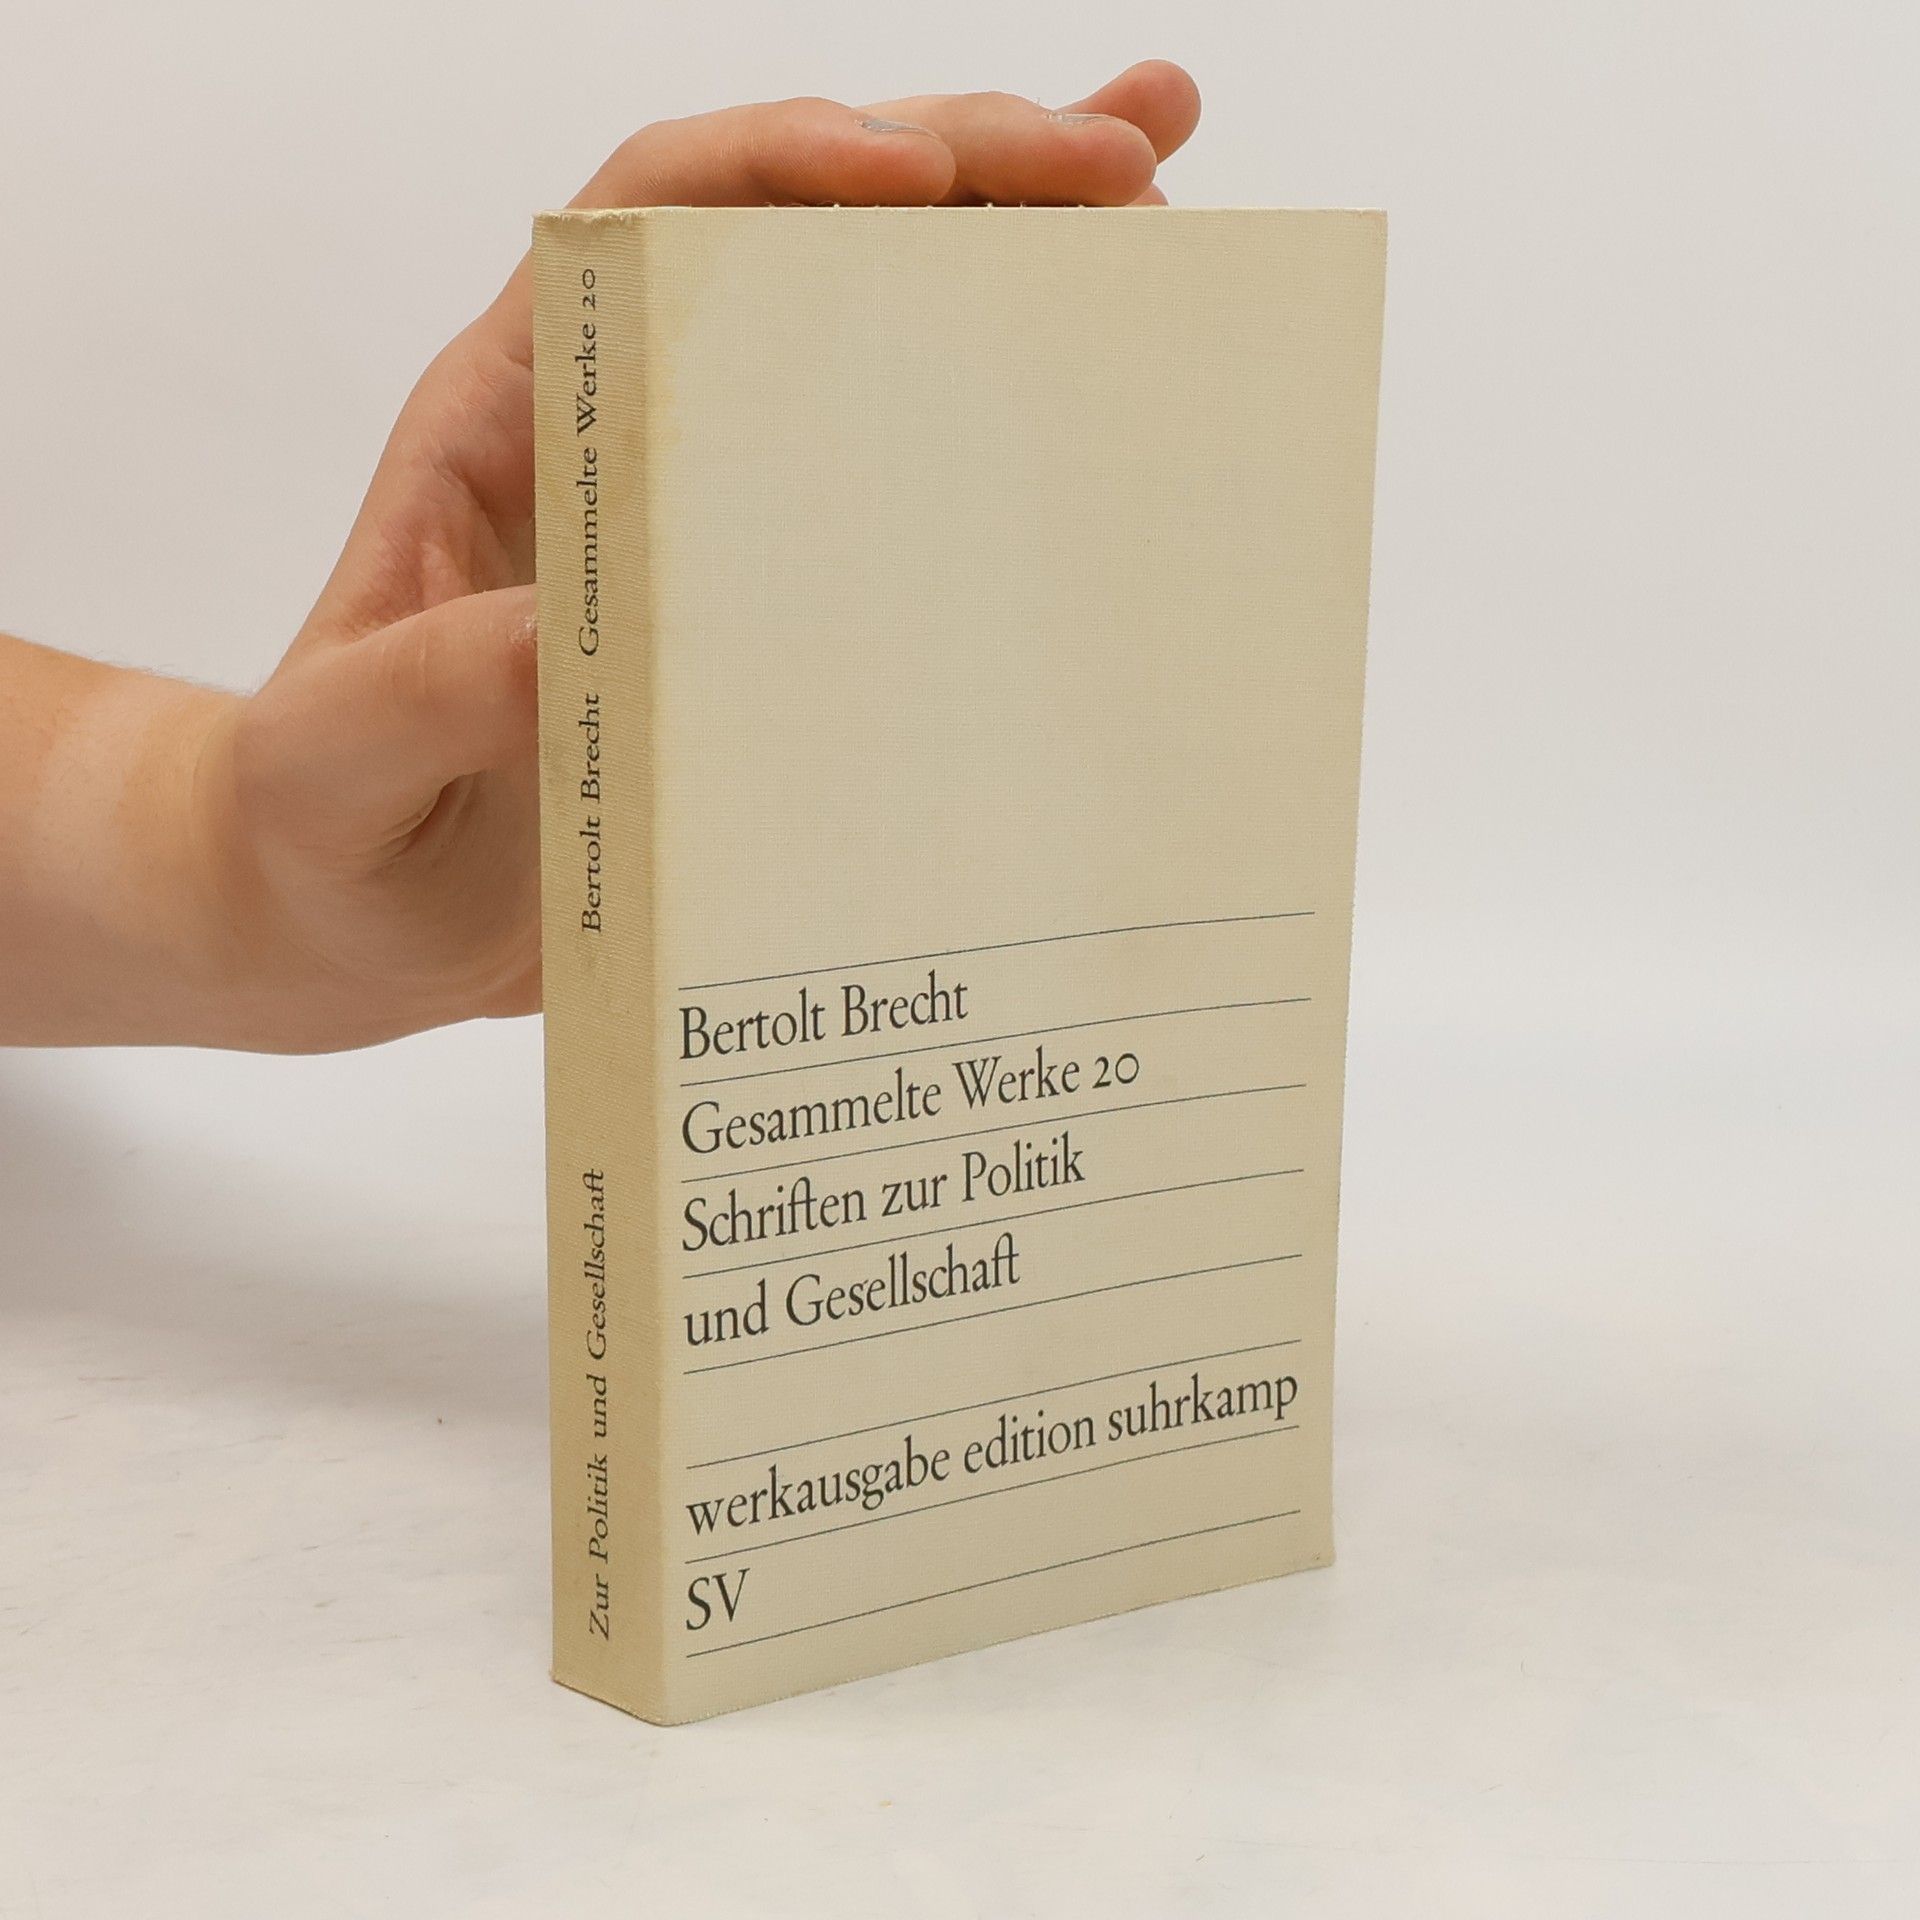 Bertolt Brecht Gesammelte Werke 20
Zur Politik und Gesellschaft
Bertolt Brecht
Gesammelte Werke 20
Schriften zur Politik
und Gesellschaft
werkausgabe edition suhrkamp
SV